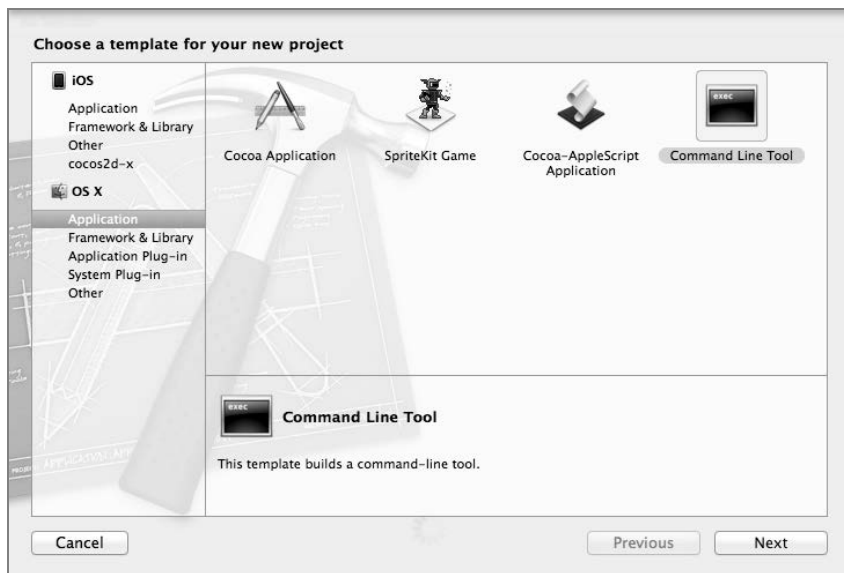 Choose a template for your new project
iOS
Application
Framework & Library
Other
cocos2d-x
OS X
Application
Framework & Library
Application Plug-in
System Plug-in
Other
Cocoa Application
SpriteKit Game
Cocoa-AppleScript
Application
exec
Command Line Tool
exec
Command Line Tool
This template builds a command-line tool.
Cancel
Previous
Next